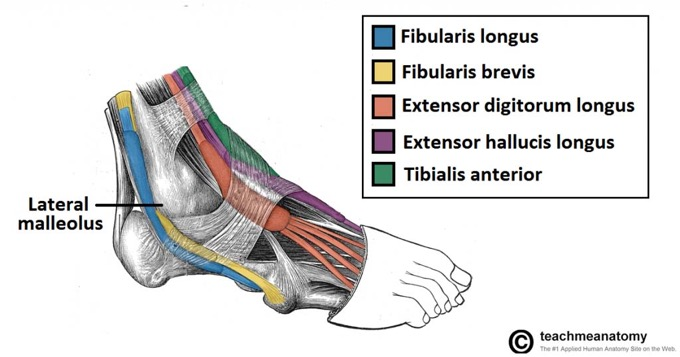 Fibularis longus
Fibularis brevis
Extensor digitorum longus
Extensor hallucis longus
Tibialis anterior
Lateral
malleolus
© teachmeanatomy
The #1 Applied Human Anatomy Site on the Web.